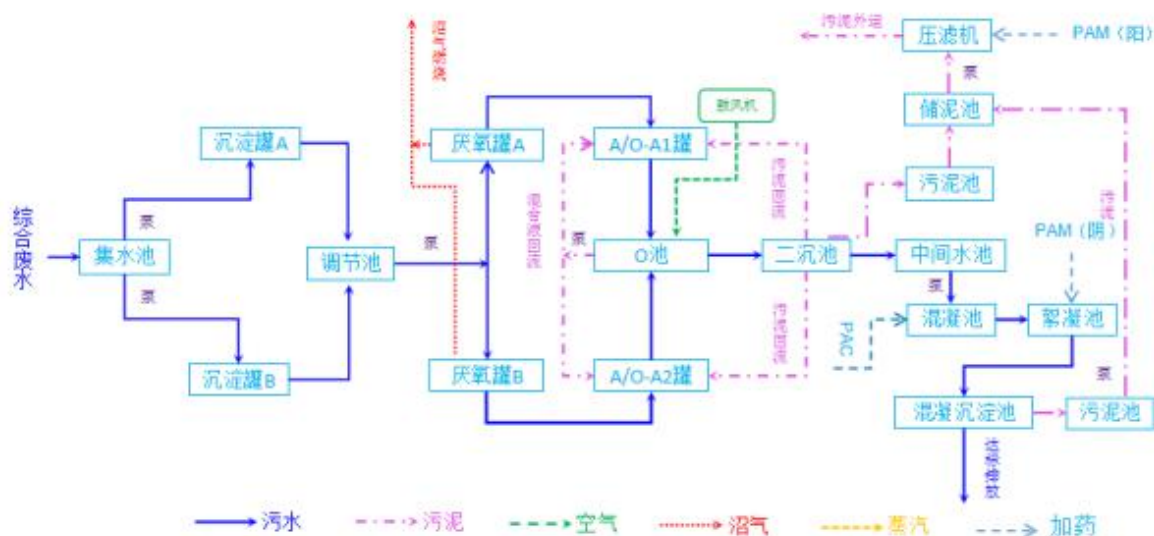 污泥外运
压滤机
PAM（阳）
泵
储泥池
鼓风机
沉淀罐A
厌氧罐A
A/O-A1罐
污泥回流
污泥池
混合液回流
污泥
PAM（阴）
综合废水
泵
集水池
泵
调节池
泵
泵
O池
二沉池
中间水池
泵
混凝池
絮凝池
PAC
污泥回流
沉淀罐B
厌氧罐B
A/O-A2罐
泵
混凝沉淀池
污泥池
污水
污泥
空气
沼气
蒸汽
加药